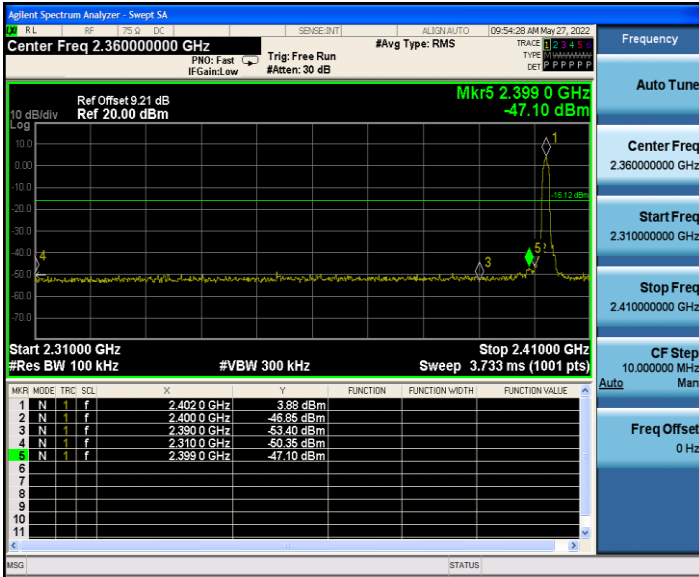 Agilent Spectrum Analyzer - Swept SA
RL RF 75 Ω DC SENSE:INT ALIGN AUTO 09:54:28 AM May 27, 2022
Center Freq 2.360000000 GHz
PNO: Fast
IFGain:Low
Trig: Free Run
#Atten: 30 dB
#Avg Type: RMS
TRACE 1 2 3 4 5 6
TYPE
DET P P P P P P
Frequency
Auto Tune
Center Freq
2.360000000 GHz
Start Freq
2.310000000 GHz
Stop Freq
2.410000000 GHz
CF Step
10.000000 MHz
Auto Man
Freq Offset
0 Hz
Ref Offset 9.21 dB
10 dB/div Ref 20.00 dBm
Log
Mkr5 2.399 0 GHz
-47.10 dBm
10.0
0.00
-10.0
-20.0
-30.0
-40.0
-50.0
-60.0
-70.0
1
-16.12 dBm
4
3
5
Start 2.31000 GHz Stop 2.41000 GHz
#Res BW 100 kHz #VBW 300 kHz Sweep 3.733 ms (1001 pts)
MKR MODE TRC SCL X Y FUNCTION FUNCTION WIDTH FUNCTION VALUE
1 N 1 f 2.402 0 GHz 3.88 dBm
2 N 1 f 2.400 0 GHz -46.85 dBm
3 N 1 f 2.390 0 GHz -53.40 dBm
4 N 1 f 2.310 0 GHz -50.35 dBm
5 N 1 f 2.399 0 GHz -47.10 dBm
6
7
8
9
10
11
MSG STATUS